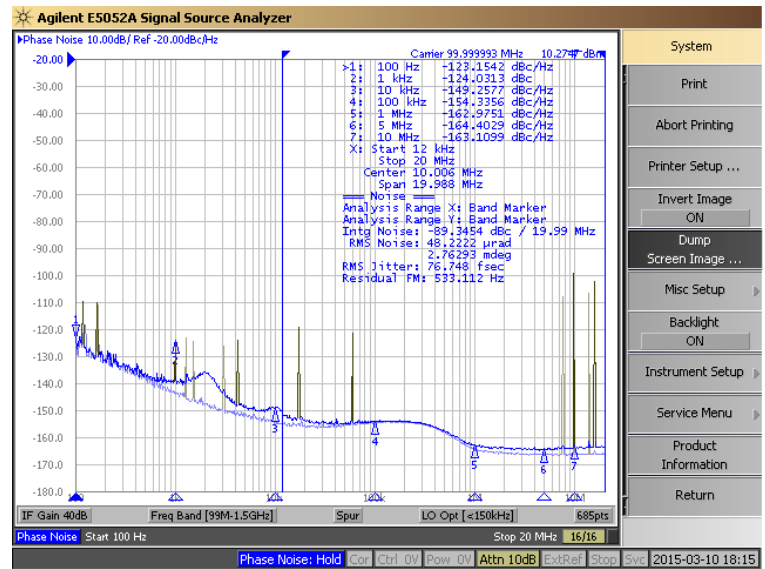 Agilent E5052A Signal Source Analyzer
Phase Noise 10.00dB/ Ref -20.00dBc/Hz
Carrier 99.999993 MHz
-20.00
-30.00
-40.00
-50.00
-60.00
-70.00
-80.00
-90.00
-100.0
-110.0
-120.0
-130.0
-140.0
-150.0
-160.0
-170.0
-180.0
>1: 100 Hz -123.1542 dBc/Hz
2: 1 kHz -124.0313 dBc
3: 10 kHz -149.2577 dBc/Hz
4: 100 kHz -154.3356 dBc/Hz
5: 1 MHz -162.9751 dBc/Hz
6: 5 MHz -164.4029 dBc/Hz
7: 10 MHz -163.1099 dBc/Hz
X: Start 12 kHz
Stop 20 MHz
Center 10.006 MHz
Span 19.988 MHz
Noise
Analysis Range X: Band Marker
Analysis Range Y: Band Marker
Intg Noise: -89.3454 dBc / 19.99 MHz
RMS Noise: 48.2222 µrad
2.76293 mdeg
RMS Jitter: 76.748 fsec
Residual FM: 533.112 Hz
1
2
3
4
5
6
7
IF Gain 40dB
Freq Band [99M-1.5GHz]
Spur
LO Opt [<150kHz]
685pts
Phase Noise Start 100 Hz
Stop 20 MHz 16/16
Phase Noise: Hold Cor Ctrl 0V Pow 0V Attn 10dB ExtRef Stop Svc 2015-03-10 18:15
System
Print
Abort Printing
Printer Setup ...
Invert Image
ON
Dump
Screen Image ...
Misc Setup
Backlight
ON
Instrument Setup
Service Menu
Product
Information
Return